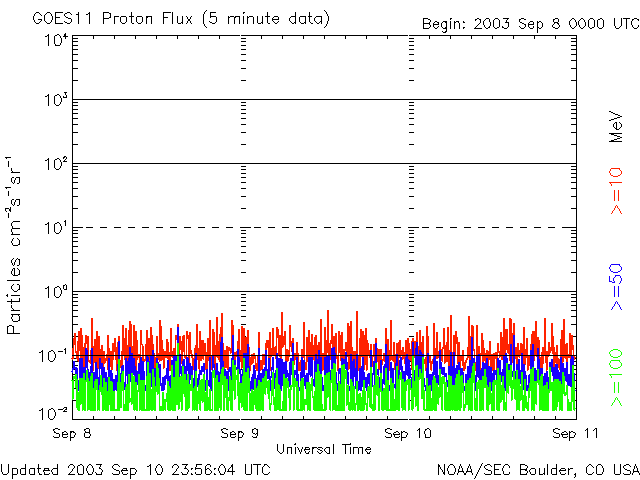 GOES11 Proton Flux (5 minute data)
Begin: 2003 Sep 8 0000 UTC
10⁴
10³
10²
10¹
10⁰
10⁻¹
10⁻²
Particles cm⁻²s⁻¹sr⁻¹
>=100 >=50 >=10 MeV
Sep 8 Sep 9 Sep 10 Sep 11
Universal Time
Updated 2003 Sep 10 23:56:04 UTC NOAA/SEC Boulder, CO USA